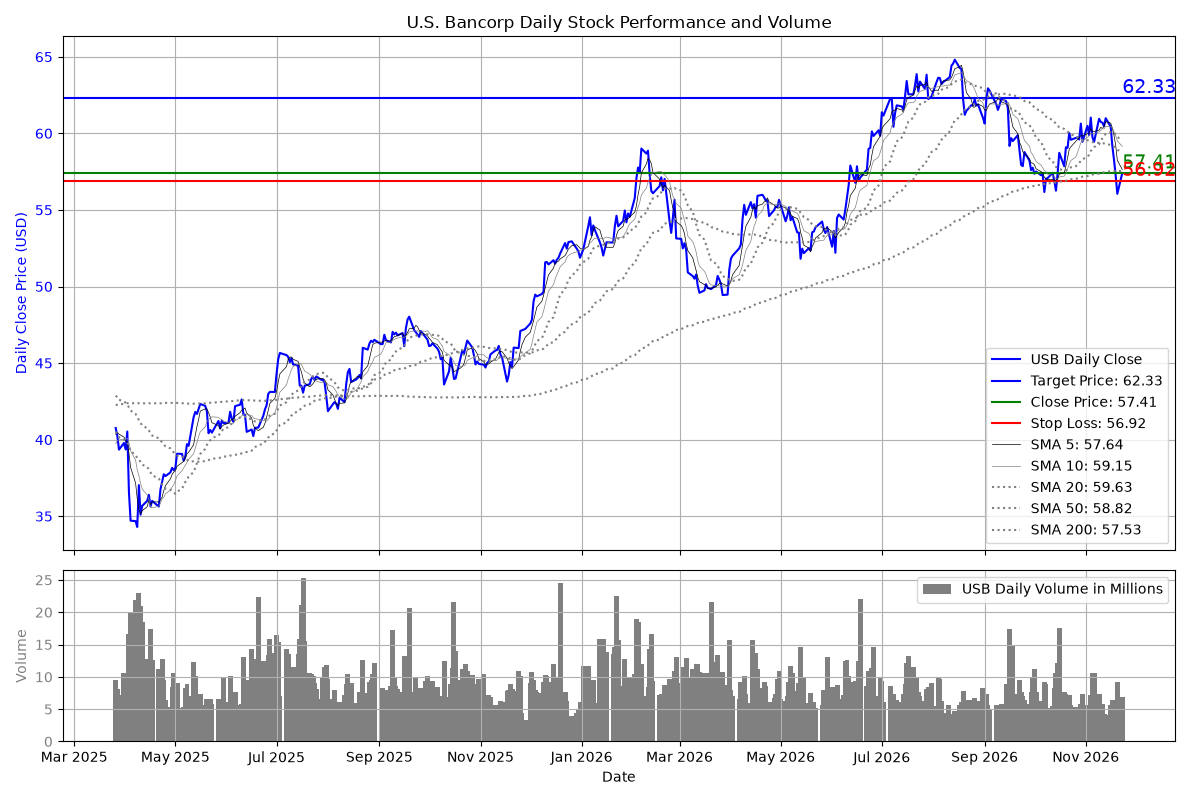 U.S. Bancorp Daily Stock Performance and Volume
Daily Close Price (USD)
65
60
55
50
45
40
35
62.33
57.41
56.92
USB Daily Close
Target Price: 62.33
Close Price: 57.41
Stop Loss: 56.92
SMA 5: 57.64
SMA 10: 59.15
SMA 20: 59.63
SMA 50: 58.82
SMA 200: 57.53
Volume
25
20
15
10
5
0
USB Daily Volume in Millions
Mar 2025
May 2025
Jul 2025
Sep 2025
Nov 2025
Jan 2026
Mar 2026
May 2026
Jul 2026
Sep 2026
Nov 2026
Date